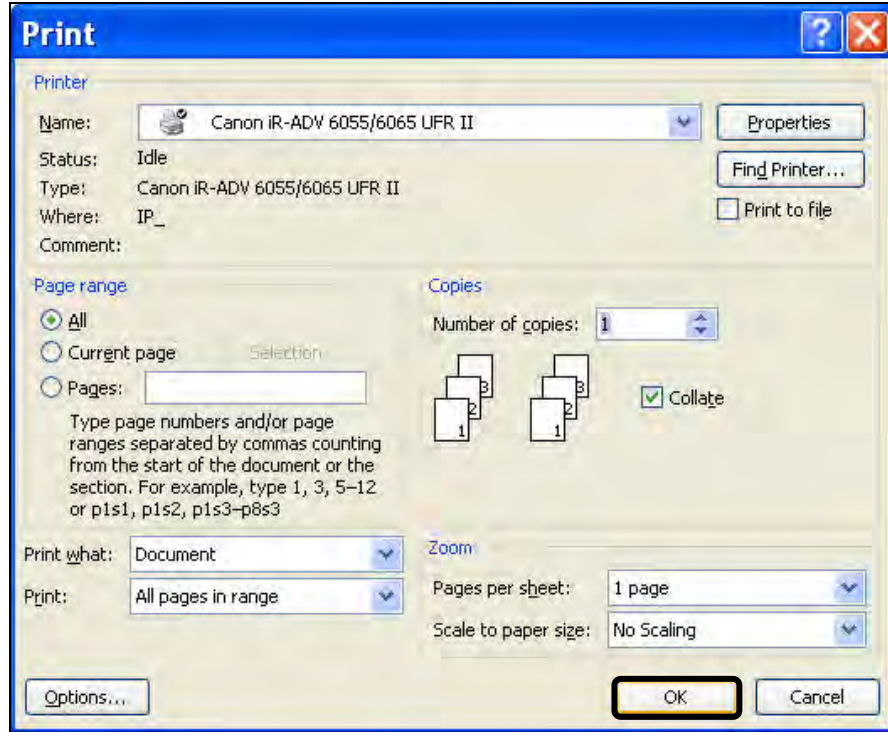 Print
Printer
Name: Canon iR-ADV 6055/6065 UFR II Properties
Status: Idle
Find Printer...
Type: Canon iR-ADV 6055/6065 UFR II
Where: IP_ Print to file
Comment:
Page range
All
Current page Selection
Pages:
Type page numbers and/or page
ranges separated by commas counting
from the start of the document or the
section. For example, type 1, 3, 5–12
or p1s1, p1s2, p1s3–p8s3
Copies
Number of copies: 1
3 3
2 2
1 1
Collate
Print what: Document
Print: All pages in range
Zoom
Pages per sheet: 1 page
Scale to paper size: No Scaling
Options... OK Cancel